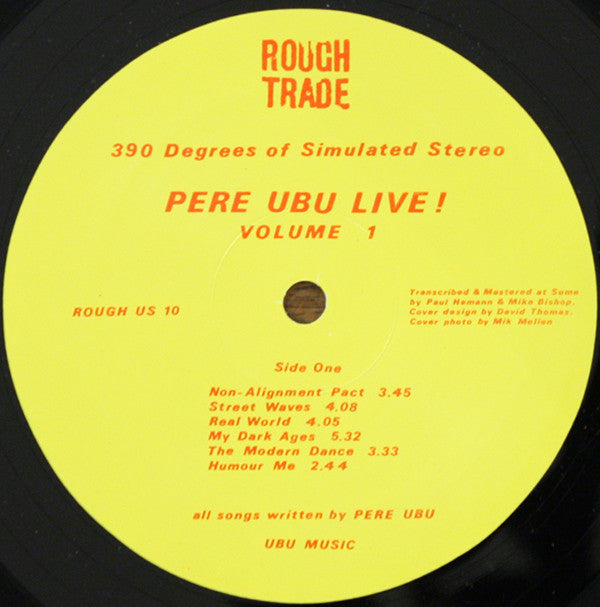 ROUGH
TRADE
390 Degrees of Simulated Stereo
PERE UBU LIVE!
VOLUME 1
ROUGH US 10
Transcribed & Mastered at Suma
by Paul Hamann & Mike Bishop.
Cover design by David Thomas.
Cover photo by Mik Mellen
Side One
Non-Alignment Pact 3.45
Street Waves 4.08
Real World 4.05
My Dark Ages 5.32
The Modern Dance 3.33
Humour Me 2.44
all songs written by PERE UBU
UBU MUSIC